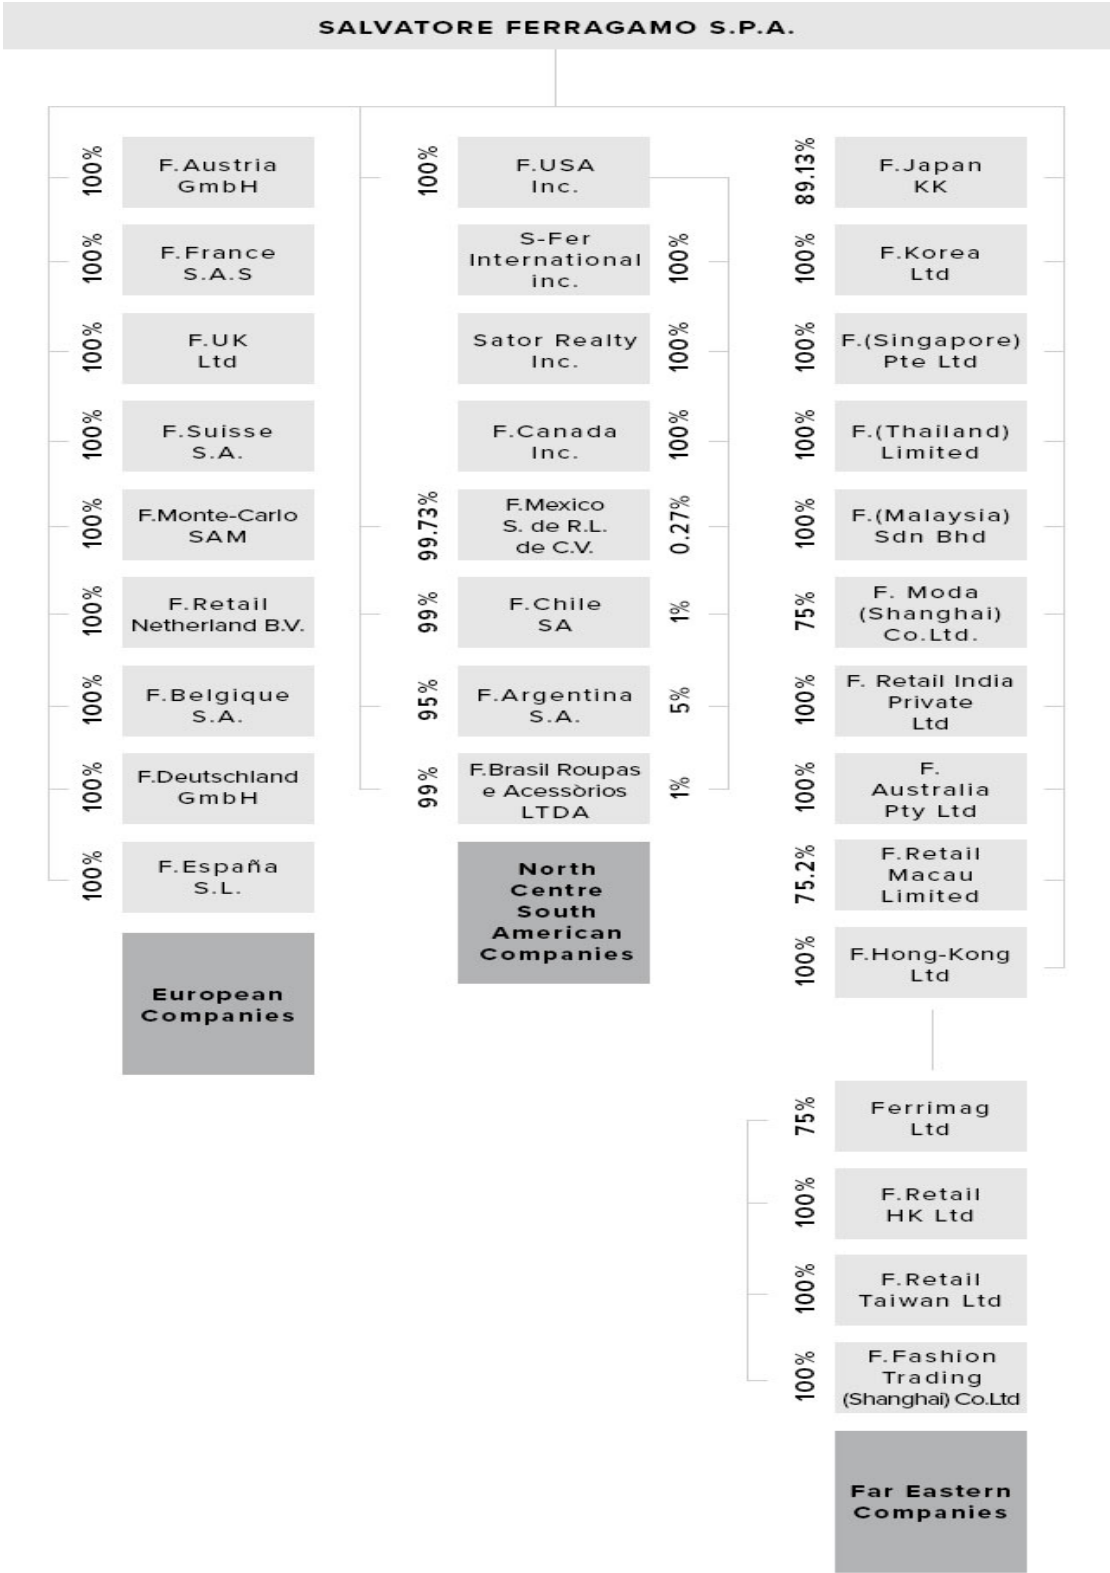 SALVATORE FERRAGAMO S.P.A.
100%
F.Austria
GmbH
100%
F.France
S.A.S
100%
F.UK
Ltd
100%
F.Suisse
S.A.
100%
F.Monte-Carlo
SAM
100%
F.Retail
Netherland B.V.
100%
F.Belgique
S.A.
100%
F.Deutschland
GmbH
100%
F.España
S.L.
European
Companies
100%
F.USA
Inc.
S-Fer
International
inc.
100%
Sator Realty
Inc.
100%
F.Canada
Inc.
100%
99.73%
F.Mexico
S. de R.L.
de C.V.
0.27%
99%
F.Chile
SA
1%
95%
F.Argentina
S.A.
5%
99%
F.Brasil Roupas
e Acessòrios
LTDA
1%
North
Centre
South
American
Companies
89.13%
F.Japan
KK
100%
F.Korea
Ltd
100%
F.(Singapore)
Pte Ltd
100%
F.(Thailand)
Limited
100%
F.(Malaysia)
Sdn Bhd
75%
F. Moda
(Shanghai)
Co.Ltd.
100%
F. Retail India
Private
Ltd
100%
F.
Australia
Pty Ltd
75.2%
F.Retail
Macau
Limited
100%
F.Hong-Kong
Ltd
75%
Ferrimag
Ltd
100%
F.Retail
HK Ltd
100%
F.Retail
Taiwan Ltd
100%
F.Fashion
Trading
(Shanghai) Co.Ltd
Far Eastern
Companies